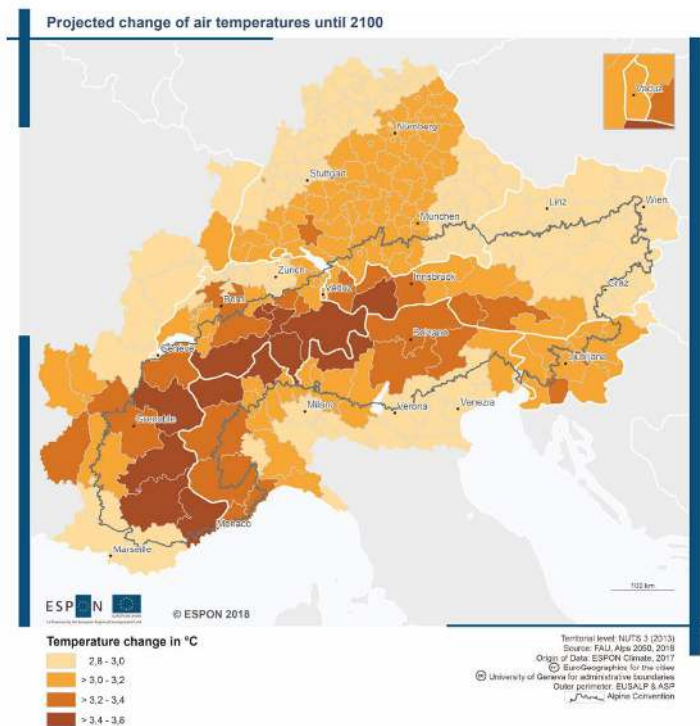 Projected change of air temperatures until 2100
Vaduz
Nürnberg
Stuttgart
Linz
Wien
München
Zürich
Innsbruck
Bern
Vaduz
Graz
Bolzano
Genève
Ljubljana
Milano
Verona
Venezia
Grenoble
Monaco
Marseille
100 km
ESPON
© ESPON 2018
Temperature change in °C
2,8 - 3,0
> 3,0 - 3,2
> 3,2 - 3,4
> 3,4 - 3,6
Territorial level: NUTS 3 (2013)
Source: FAU, Alps 2050, 2018
Origin of Data: ESPON Climate, 2017
EuroGeographics for the cities
University of Geneva for administrative boundaries
Outer perimeter: EUSALP & ASP
Alpine Convention